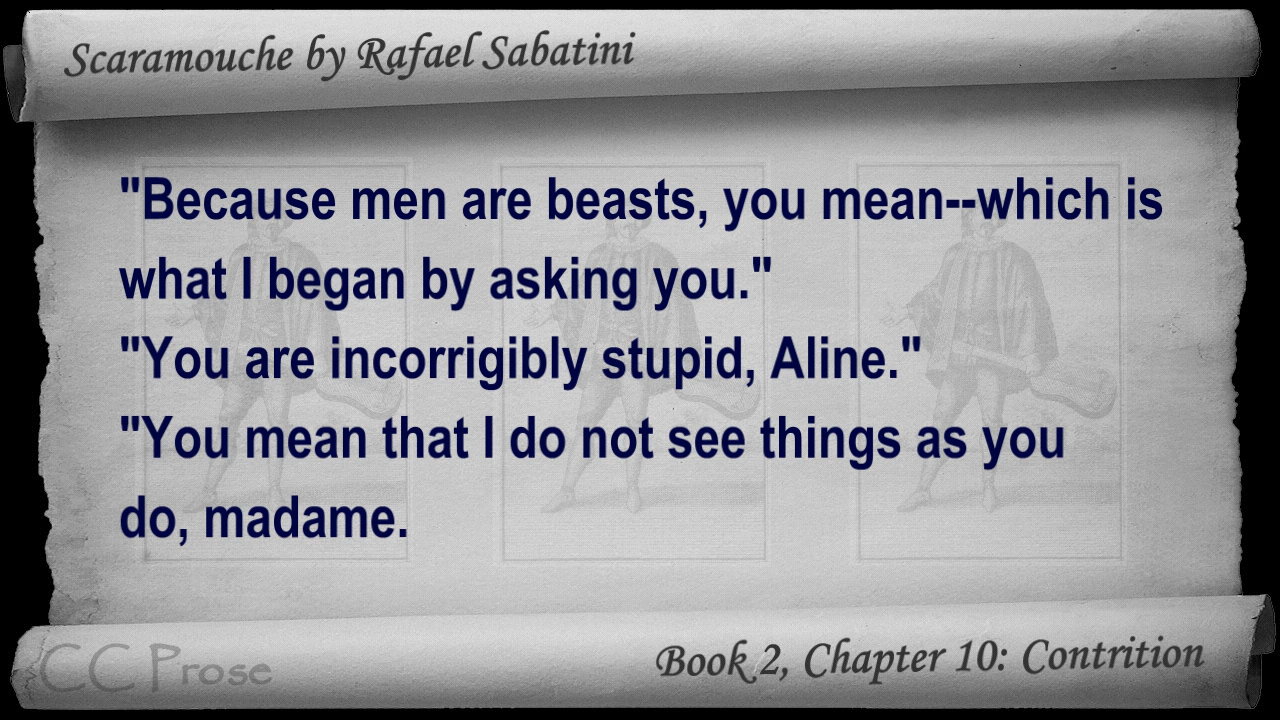 Scaramouche by Rafael Sabatini
"Because men are beasts, you mean--which is
what I began by asking you."
"You are incorrigibly stupid, Aline."
"You mean that I do not see things as you
do, madame.
CC Prose
Book 2, Chapter 10: Contrition